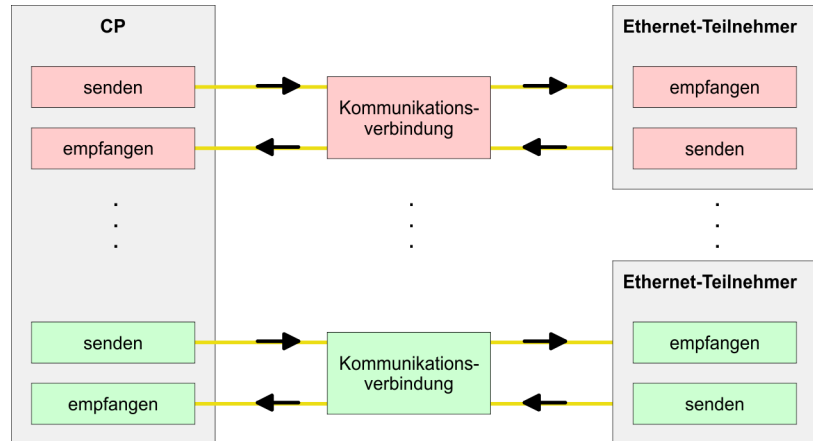 CP
Ethernet-Teilnehmer
senden
Kommunikations-
verbindung
empfangen
empfangen
senden
Ethernet-Teilnehmer
senden
Kommunikations-
verbindung
empfangen
empfangen
senden